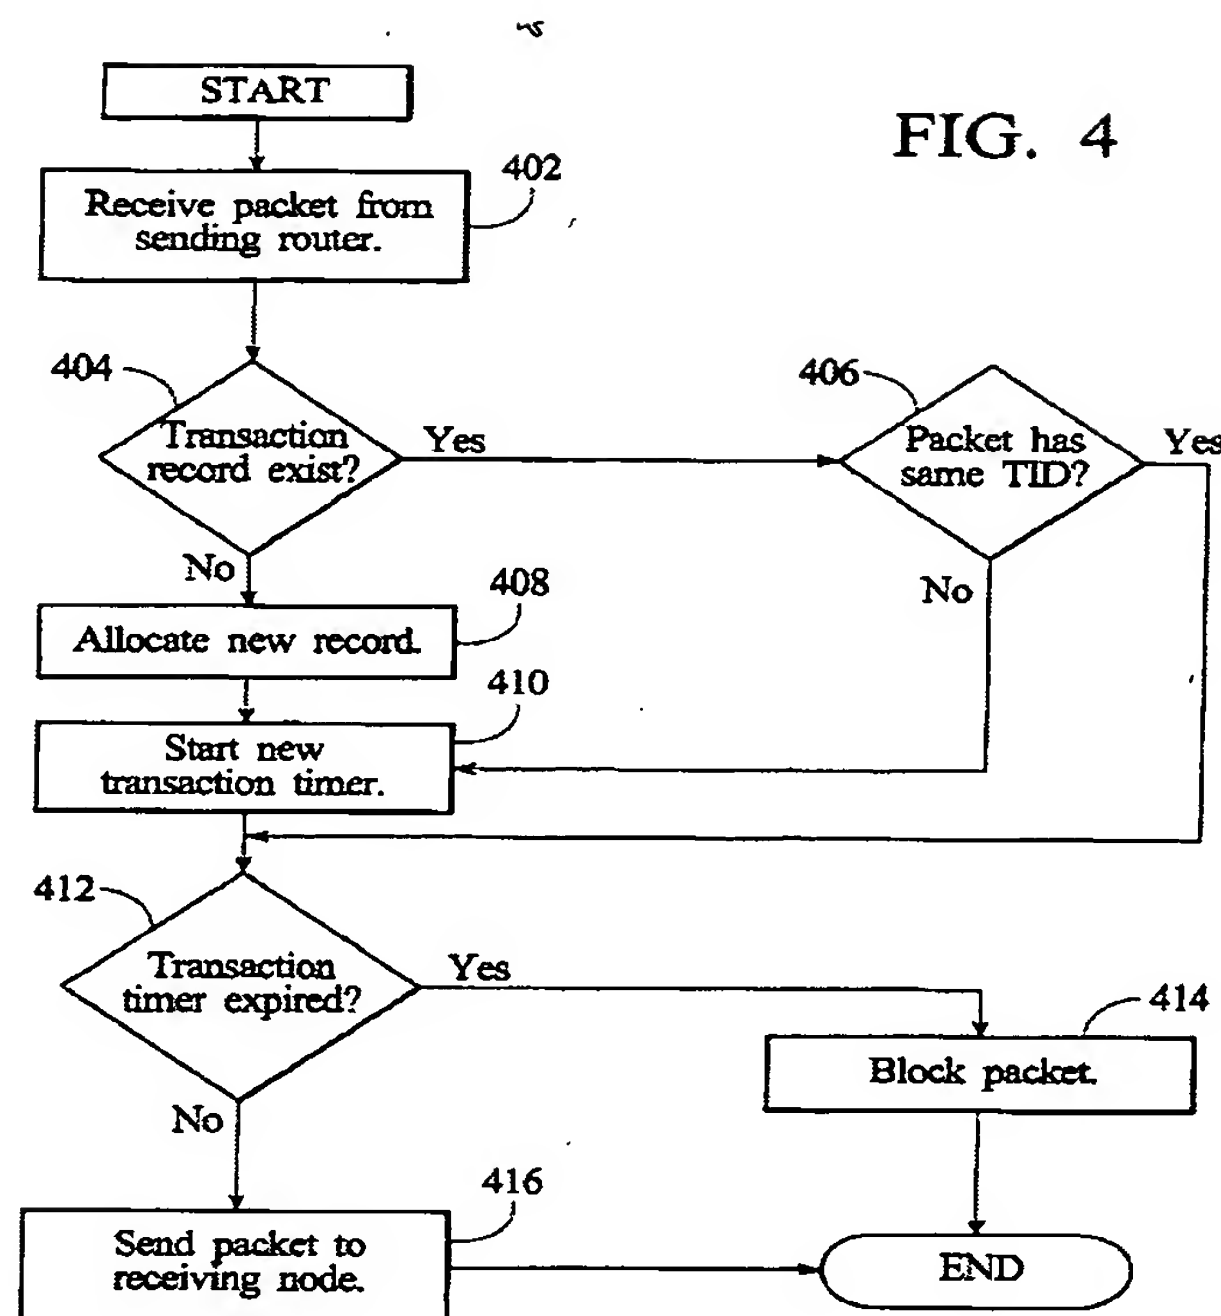 START
FIG. 4
402
Receive packet from
sending router.
404
Transaction
record exist?
Yes
406
Packet has
same TID?
Yes
No
No
408
Allocate new record.
410
Start new
transaction timer.
412
Transaction
timer expired?
Yes
414
Block packet.
No
416
Send packet to
receiving node.
END